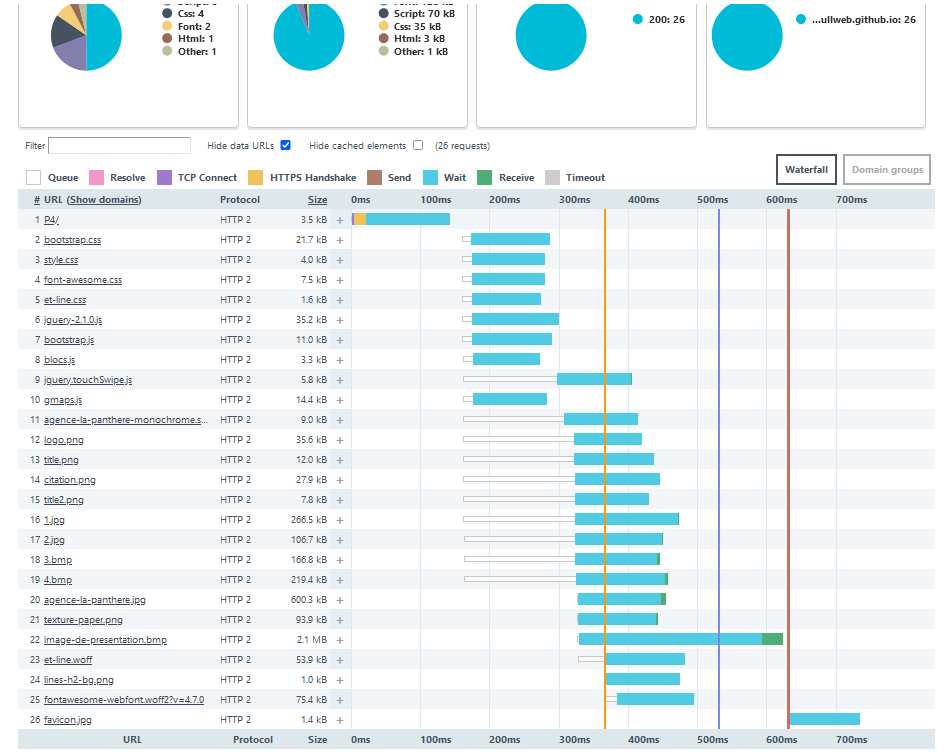 Css: 4
Font: 2
Html: 1
Other: 1
Script: 70 kB
Css: 35 kB
Html: 3 kB
Other: 1 kB
200: 26
...ullweb.github.io: 26
Filter Hide data URLs Hide cached elements (26 requests)
Waterfall Domain groups
Queue Resolve TCP Connect HTTPS Handshake Send Wait Receive Timeout
# URL (Show domains) Protocol Size 0ms 100ms 200ms 300ms 400ms 500ms 600ms 700ms
1 P4/ HTTP 2 3.5 kB +
2 bootstrap.css HTTP 2 21.7 kB +
3 style.css HTTP 2 4.0 kB +
4 font-awesome.css HTTP 2 7.5 kB +
5 et-line.css HTTP 2 1.6 kB +
6 jquery-2.1.0.js HTTP 2 35.2 kB +
7 bootstrap.js HTTP 2 11.0 kB +
8 blocs.js HTTP 2 3.3 kB +
9 jquery.touchSwipe.js HTTP 2 5.8 kB +
10 gmaps.js HTTP 2 14.4 kB +
11 agence-la-panthere-monochrome.s... HTTP 2 9.0 kB +
12 logo.png HTTP 2 35.6 kB +
13 title.png HTTP 2 12.0 kB +
14 citation.png HTTP 2 27.9 kB +
15 title2.png HTTP 2 7.8 kB +
16 1.jpg HTTP 2 266.5 kB +
17 2.jpg HTTP 2 106.7 kB +
18 3.bmp HTTP 2 166.8 kB +
19 4.bmp HTTP 2 219.4 kB +
20 agence-la-panthere.jpg HTTP 2 600.3 kB +
21 texture-paper.png HTTP 2 93.9 kB +
22 image-de-presentation.bmp HTTP 2 2.1 MB +
23 et-line.woff HTTP 2 53.9 kB +
24 lines-h2-bg.png HTTP 2 1.0 kB +
25 fontawesome-webfont.woff2?v=4.7.0 HTTP 2 75.4 kB +
26 favicon.jpg HTTP 2 1.4 kB +
URL Protocol Size 0ms 100ms 200ms 300ms 400ms 500ms 600ms 700ms